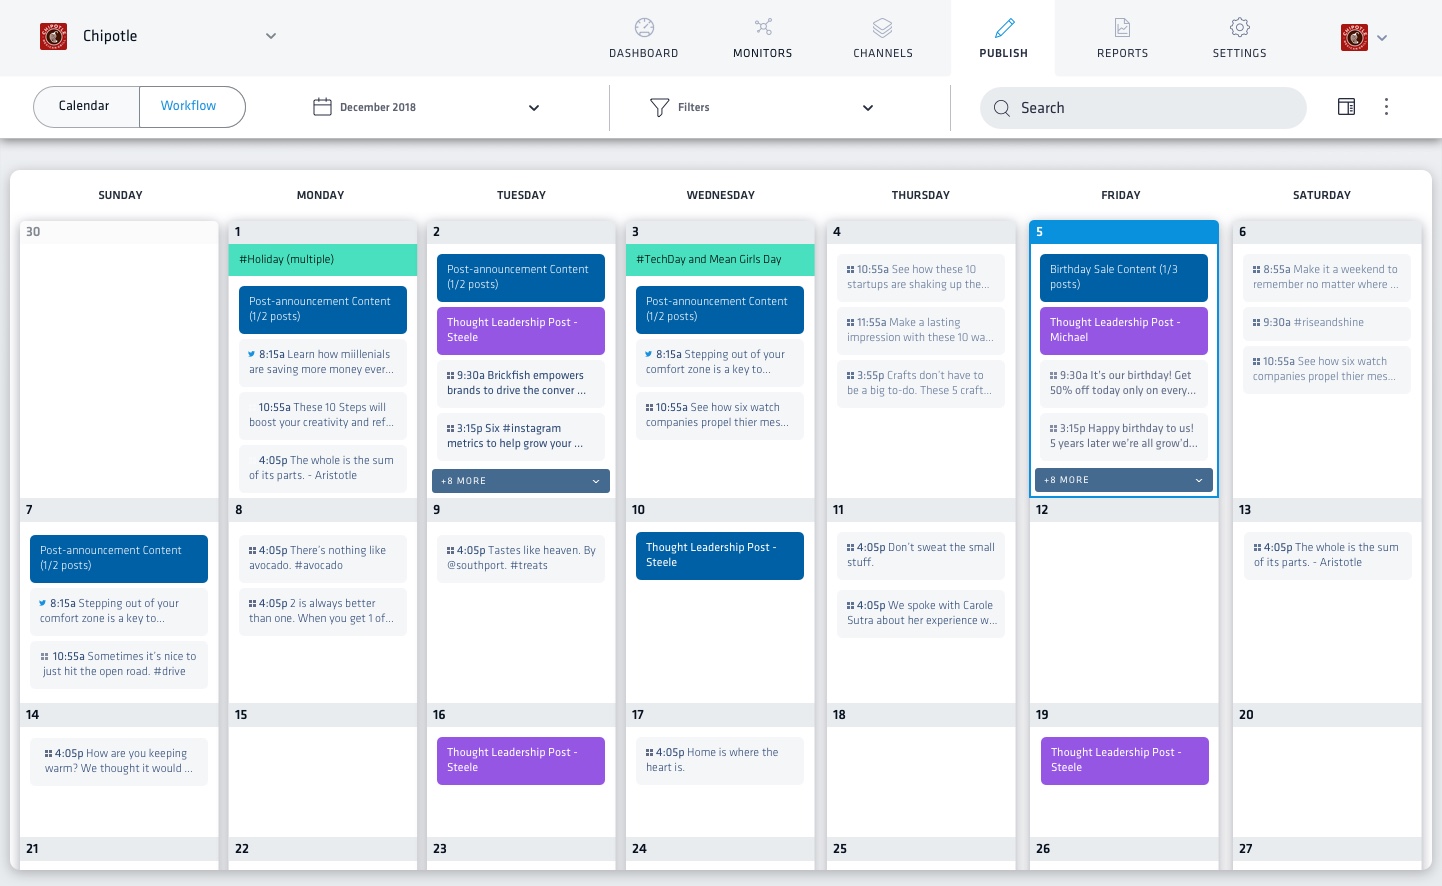 Chipotle
DASHBOARD
MONITORS
CHANNELS
PUBLISH
REPORTS
SETTINGS
Calendar
Workflow
December 2018
Filters
Search
SUNDAY
MONDAY
TUESDAY
WEDNESDAY
THURSDAY
FRIDAY
SATURDAY
30
1
#Holiday (multiple)
Post-announcement Content
(1/2 posts)
8:15a Learn how miillenials
are saving more money ever...
10:55a These 10 Steps will
boost your creativity and ref...
4:05p The whole is the sum
of its parts. - Aristotle
2
Post-announcement Content
(1/2 posts)
Thought Leadership Post -
Steele
9:30a Brickfish empowers
brands to drive the conver ...
3:15p Six #instagram
metrics to help grow your ...
+8 MORE
3
#TechDay and Mean Girls Day
Post-announcement Content
(1/2 posts)
8:15a Stepping out of your
comfort zone is a key to...
10:55a See how six watch
companies propel thier mes...
4
10:55a See how these 10
startups are shaking up the...
11:55a Make a lasting
impression with these 10 wa...
3:55p Crafts don't have to
be a big to-do. These 5 craft...
5
Birthday Sale Content (1/3
posts)
Thought Leadership Post -
Michael
9:30a It's our birthday! Get
50% off today only on every...
3:15p Happy birthday to us!
5 years later we're all grow'd...
+8 MORE
6
8:55a Make it a weekend to
remember no matter where ...
9:30a #riseandshine
10:55a See how six watch
companies propel thier mes...
7
Post-announcement Content
(1/2 posts)
8:15a Stepping out of your
comfort zone is a key to...
10:55a Sometimes it's nice to
just hit the open road. #drive
8
4:05p There's nothing like
avocado. #avocado
4:05p 2 is always better
than one. When you get 1 of...
9
4:05p Tastes like heaven. By
@southport. #treats
10
Thought Leadership Post -
Steele
11
4:05p Don't sweat the small
stuff.
4:05p We spoke with Carole
Sutra about her experience w...
12
13
4:05p The whole is the sum
of its parts. - Aristotle
14
4:05p How are you keeping
warm? We thought it would ...
15
16
Thought Leadership Post -
Steele
17
4:05p Home is where the
heart is.
18
19
Thought Leadership Post -
Steele
20
21
22
23
24
25
26
27